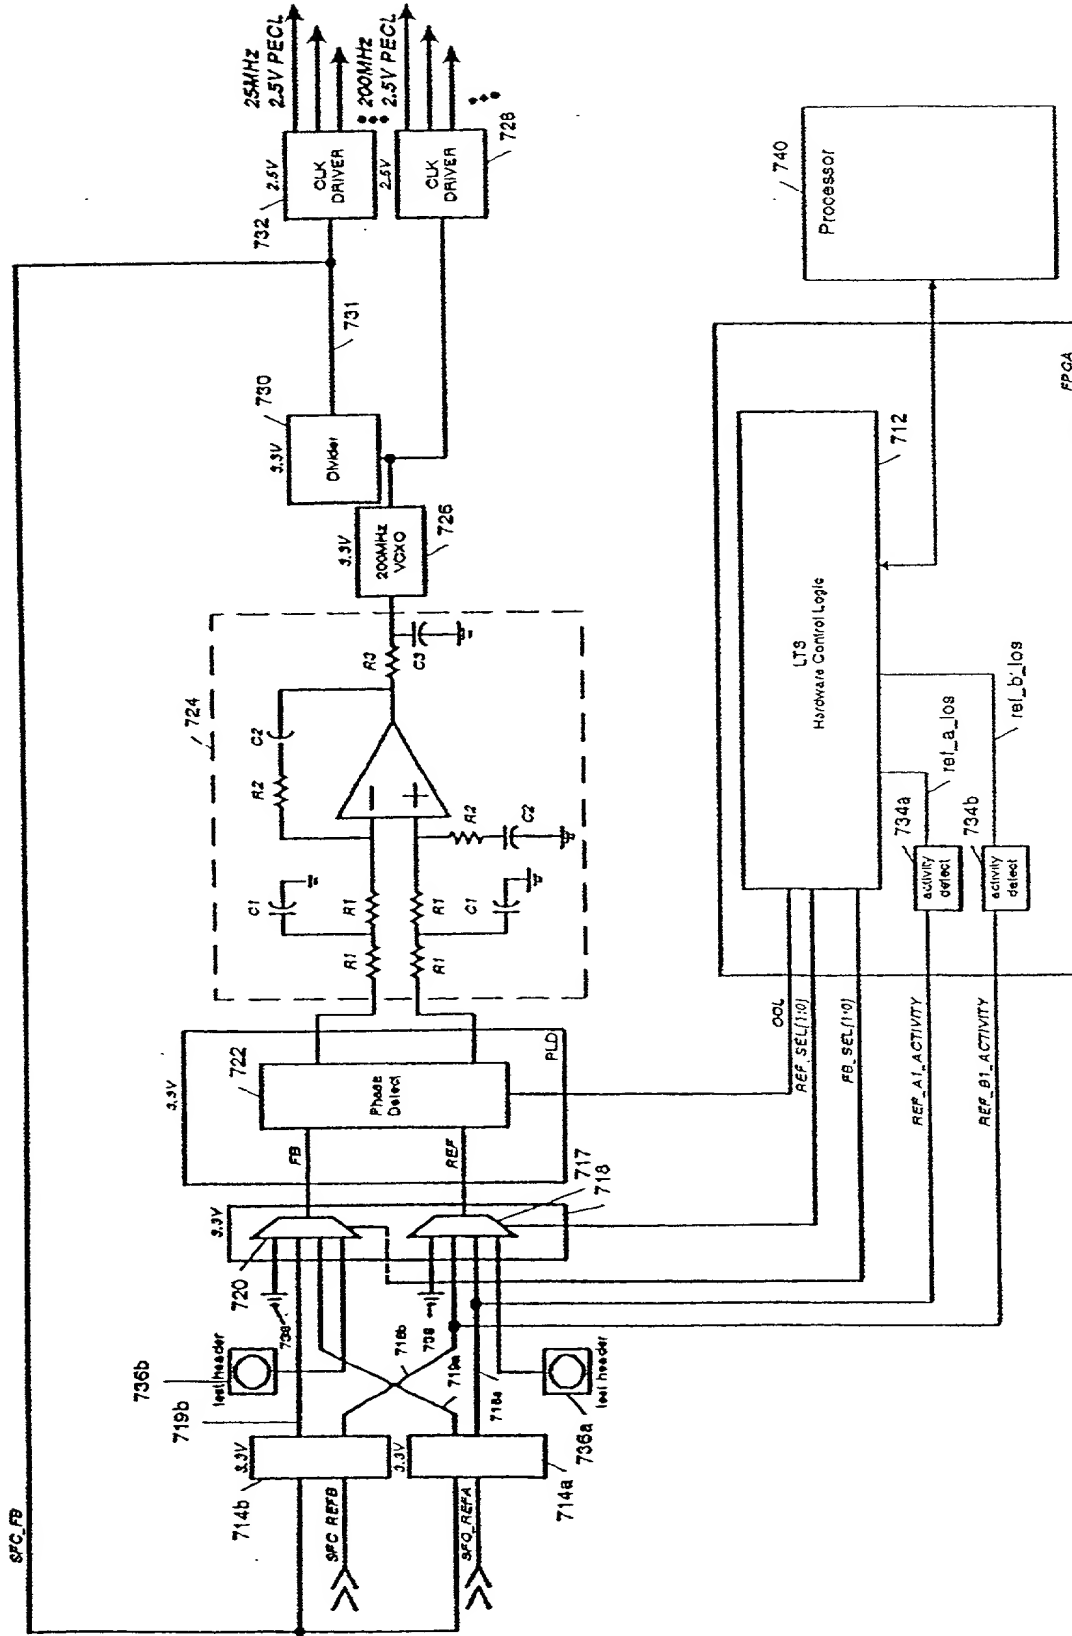 SFC_FB
25MHz
2.5V PECL
200MHz
2.5V PECL
2.5V
CLK
DRIVER
732
2.5V
CLK
DRIVER
728
731
730
3.3V
Divider
3.3V
200MHz
VCXO
726
724
R2
C2
R3
C3
C1
R1
R1
R1
R1
C1
R2
C2
3.3V
722
Phase
Detect
PLD
FB
REF
3.3V
717
718
720
738
738
test header
736b
719b
718b
719a
718a
test header
736a
3.3V
714b
3.3V
714a
SFC_REFB
SFC_REFA
740
Processor
FPGA
LTS
Hardware Control Logic
712
ref_a_los
ref_b_los
734a
activity
detect
734b
activity
detect
OOL
REF_SEL[1:0]
FB_SEL[1:0]
REF_A1_ACTIVITY
REF_B1_ACTIVITY